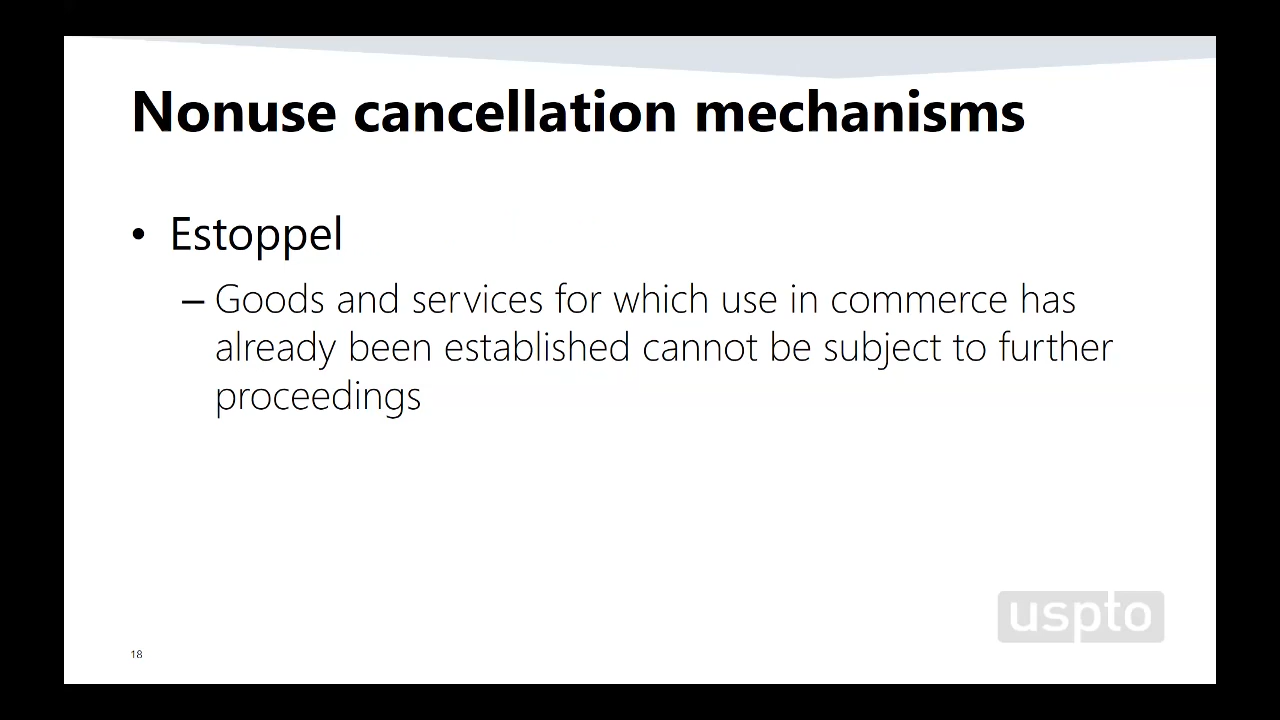 Nonuse cancellation mechanisms
• Estoppel
– Goods and services for which use in commerce has
already been established cannot be subject to further
proceedings
uspto
18